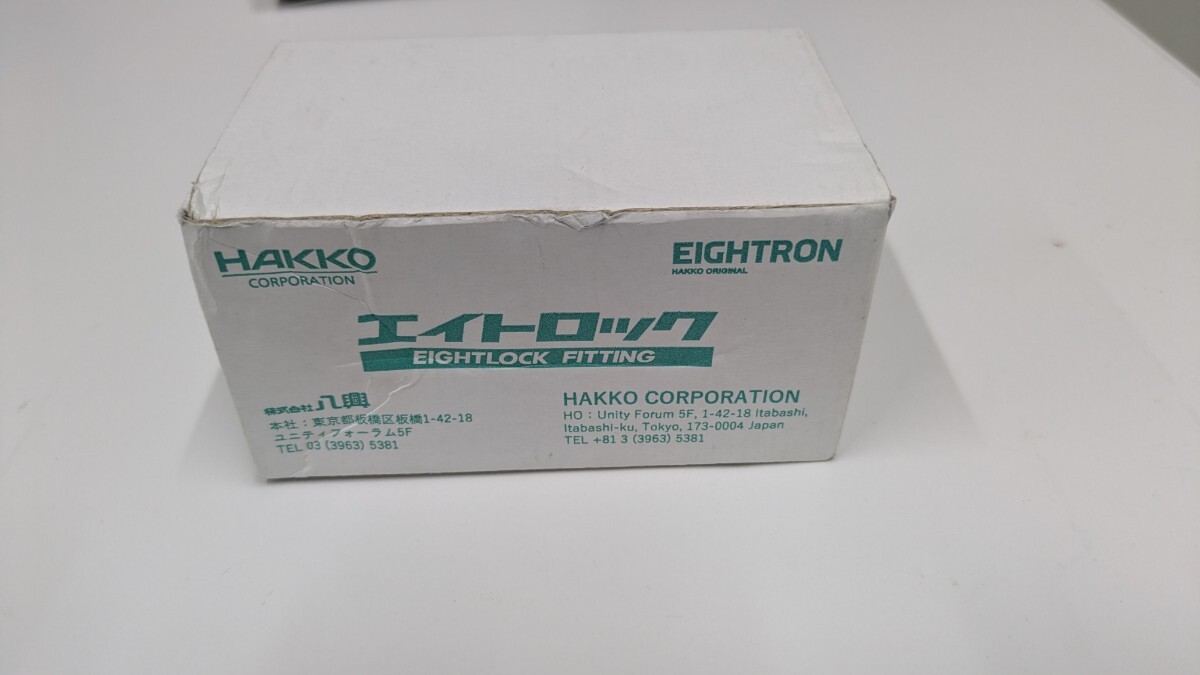 HAKKO
CORPORATION
EIGHTRON
HAKKO ORIGINAL
エイトロック
EIGHTLOCK FITTING
株式会社 八興
本社：東京都板橋区板橋1-42-18
ユニティフォーラム5F
TEL 03 (3963) 5381
HAKKO CORPORATION
HO : Unity Forum 5F, 1-42-18 Itabashi,
Itabashi-ku, Tokyo, 173-0004 Japan
TEL +81 3 (3963) 5381